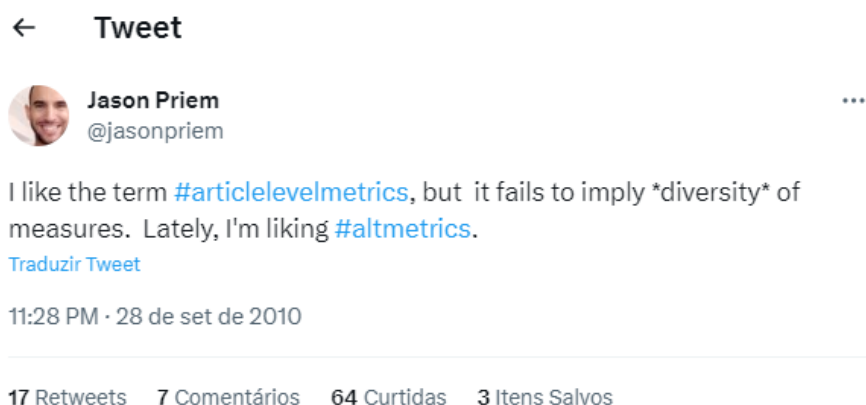 Tweet
Jason Priem
@jasonpriem
I like the term #articlelevelmetrics, but  it fails to imply *diversity* of
measures.  Lately, I'm liking #altmetrics.
Traduzir Tweet
11:28 PM · 28 de set de 2010
17 Retweets 7 Comentários 64 Curtidas 3 Itens Salvos